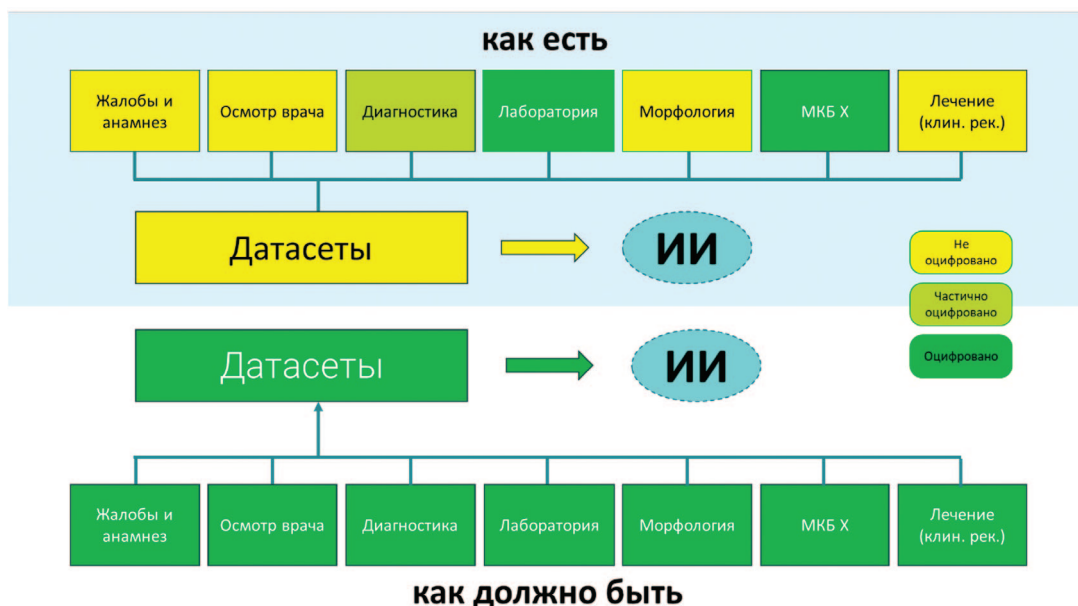 как есть
Жалобы и
анамнез
Осмотр врача
Диагностика
Лаборатория
Морфология
МКБ X
Лечение
(клин. рек.)
Датасеты
ИИ
Не
оцифровано
Частично
оцифровано
Оцифровано
Датасеты
ИИ
Жалобы и
анамнез
Осмотр врача
Диагностика
Лаборатория
Морфология
МКБ X
Лечение
(клин. рек.)
как должно быть